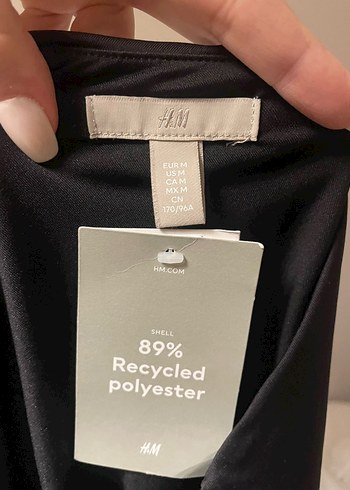 H&M
EUR M
US M
CA M
MX M
CN
170/96A
HM.COM
SHELL
89%
Recycled
polyester
H&M